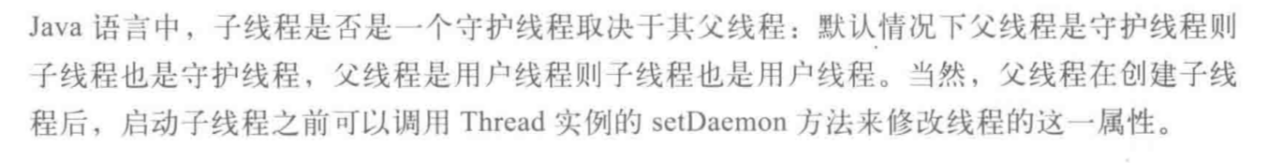 Java 语言中，子线程是否是一个守护线程取决于其父线程：默认情况下父线程是守护线程则
子线程也是守护线程，父线程是用户线程则子线程也是用户线程。当然，父线程在创建子线
程后，启动子线程之前可以调用 Thread 实例的 setDaemon 方法来修改线程的这一属性。